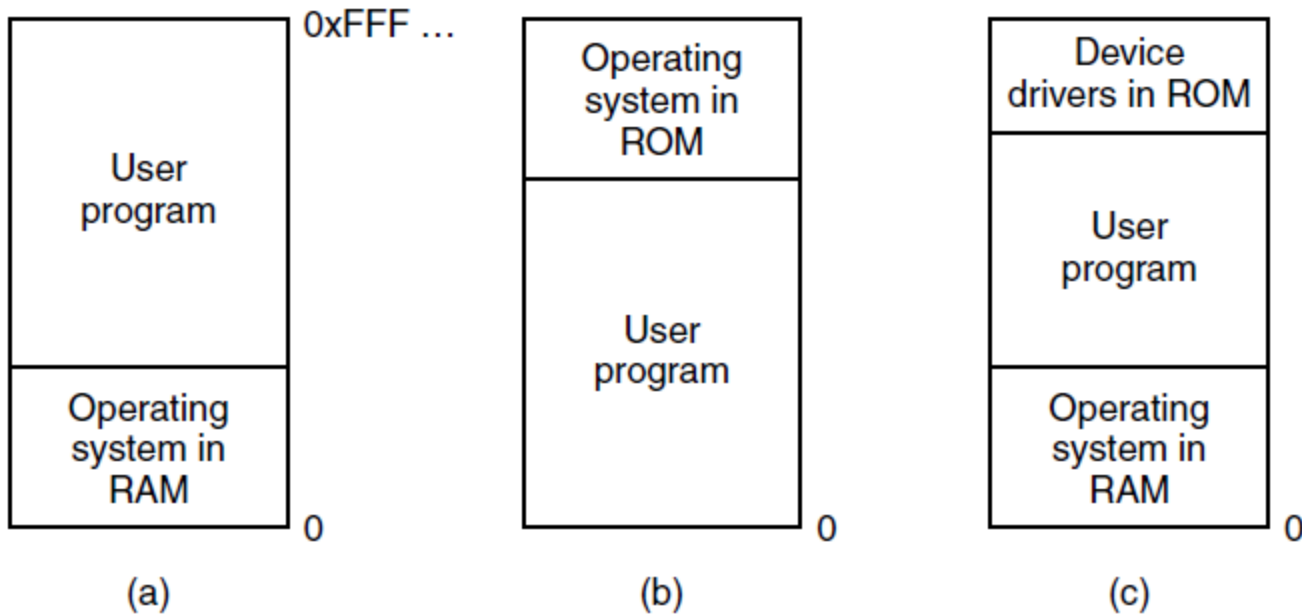 User
program
Operating
system in
RAM
0xFFF ...
0
(a)
Operating
system in
ROM
User
program
0
(b)
Device
drivers in ROM
User
program
Operating
system in
RAM
0
(c)